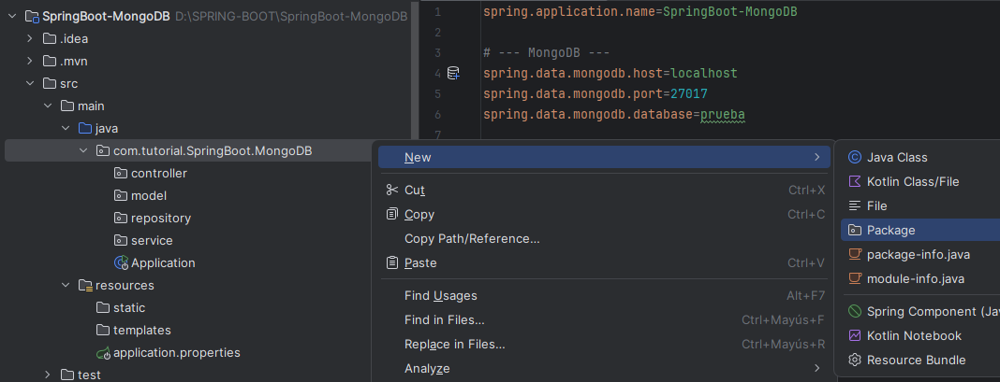 SpringBoot-MongoDB D:\SPRING-BOOT\SpringBoot-MongoDB
.idea
.mvn
src
main
java
com.tutorial.SpringBoot.MongoDB
controller
model
repository
service
Application
resources
static
templates
application.properties
test
1 spring.application.name=SpringBoot-MongoDB
2
3 # --- MongoDB ---
4 spring.data.mongodb.host=localhost
5 spring.data.mongodb.port=27017
6 spring.data.mongodb.database=prueba
7
New
Cut Ctrl+X
Copy Ctrl+C
Copy Path/Reference...
Paste Ctrl+V
Find Usages Alt+F7
Find in Files... Ctrl+Mayús+F
Replace in Files... Ctrl+Mayús+R
Analyze
Java Class
Kotlin Class/File
File
Package
package-info.java
module-info.java
Spring Component (Jav
Kotlin Notebook
Resource Bundle